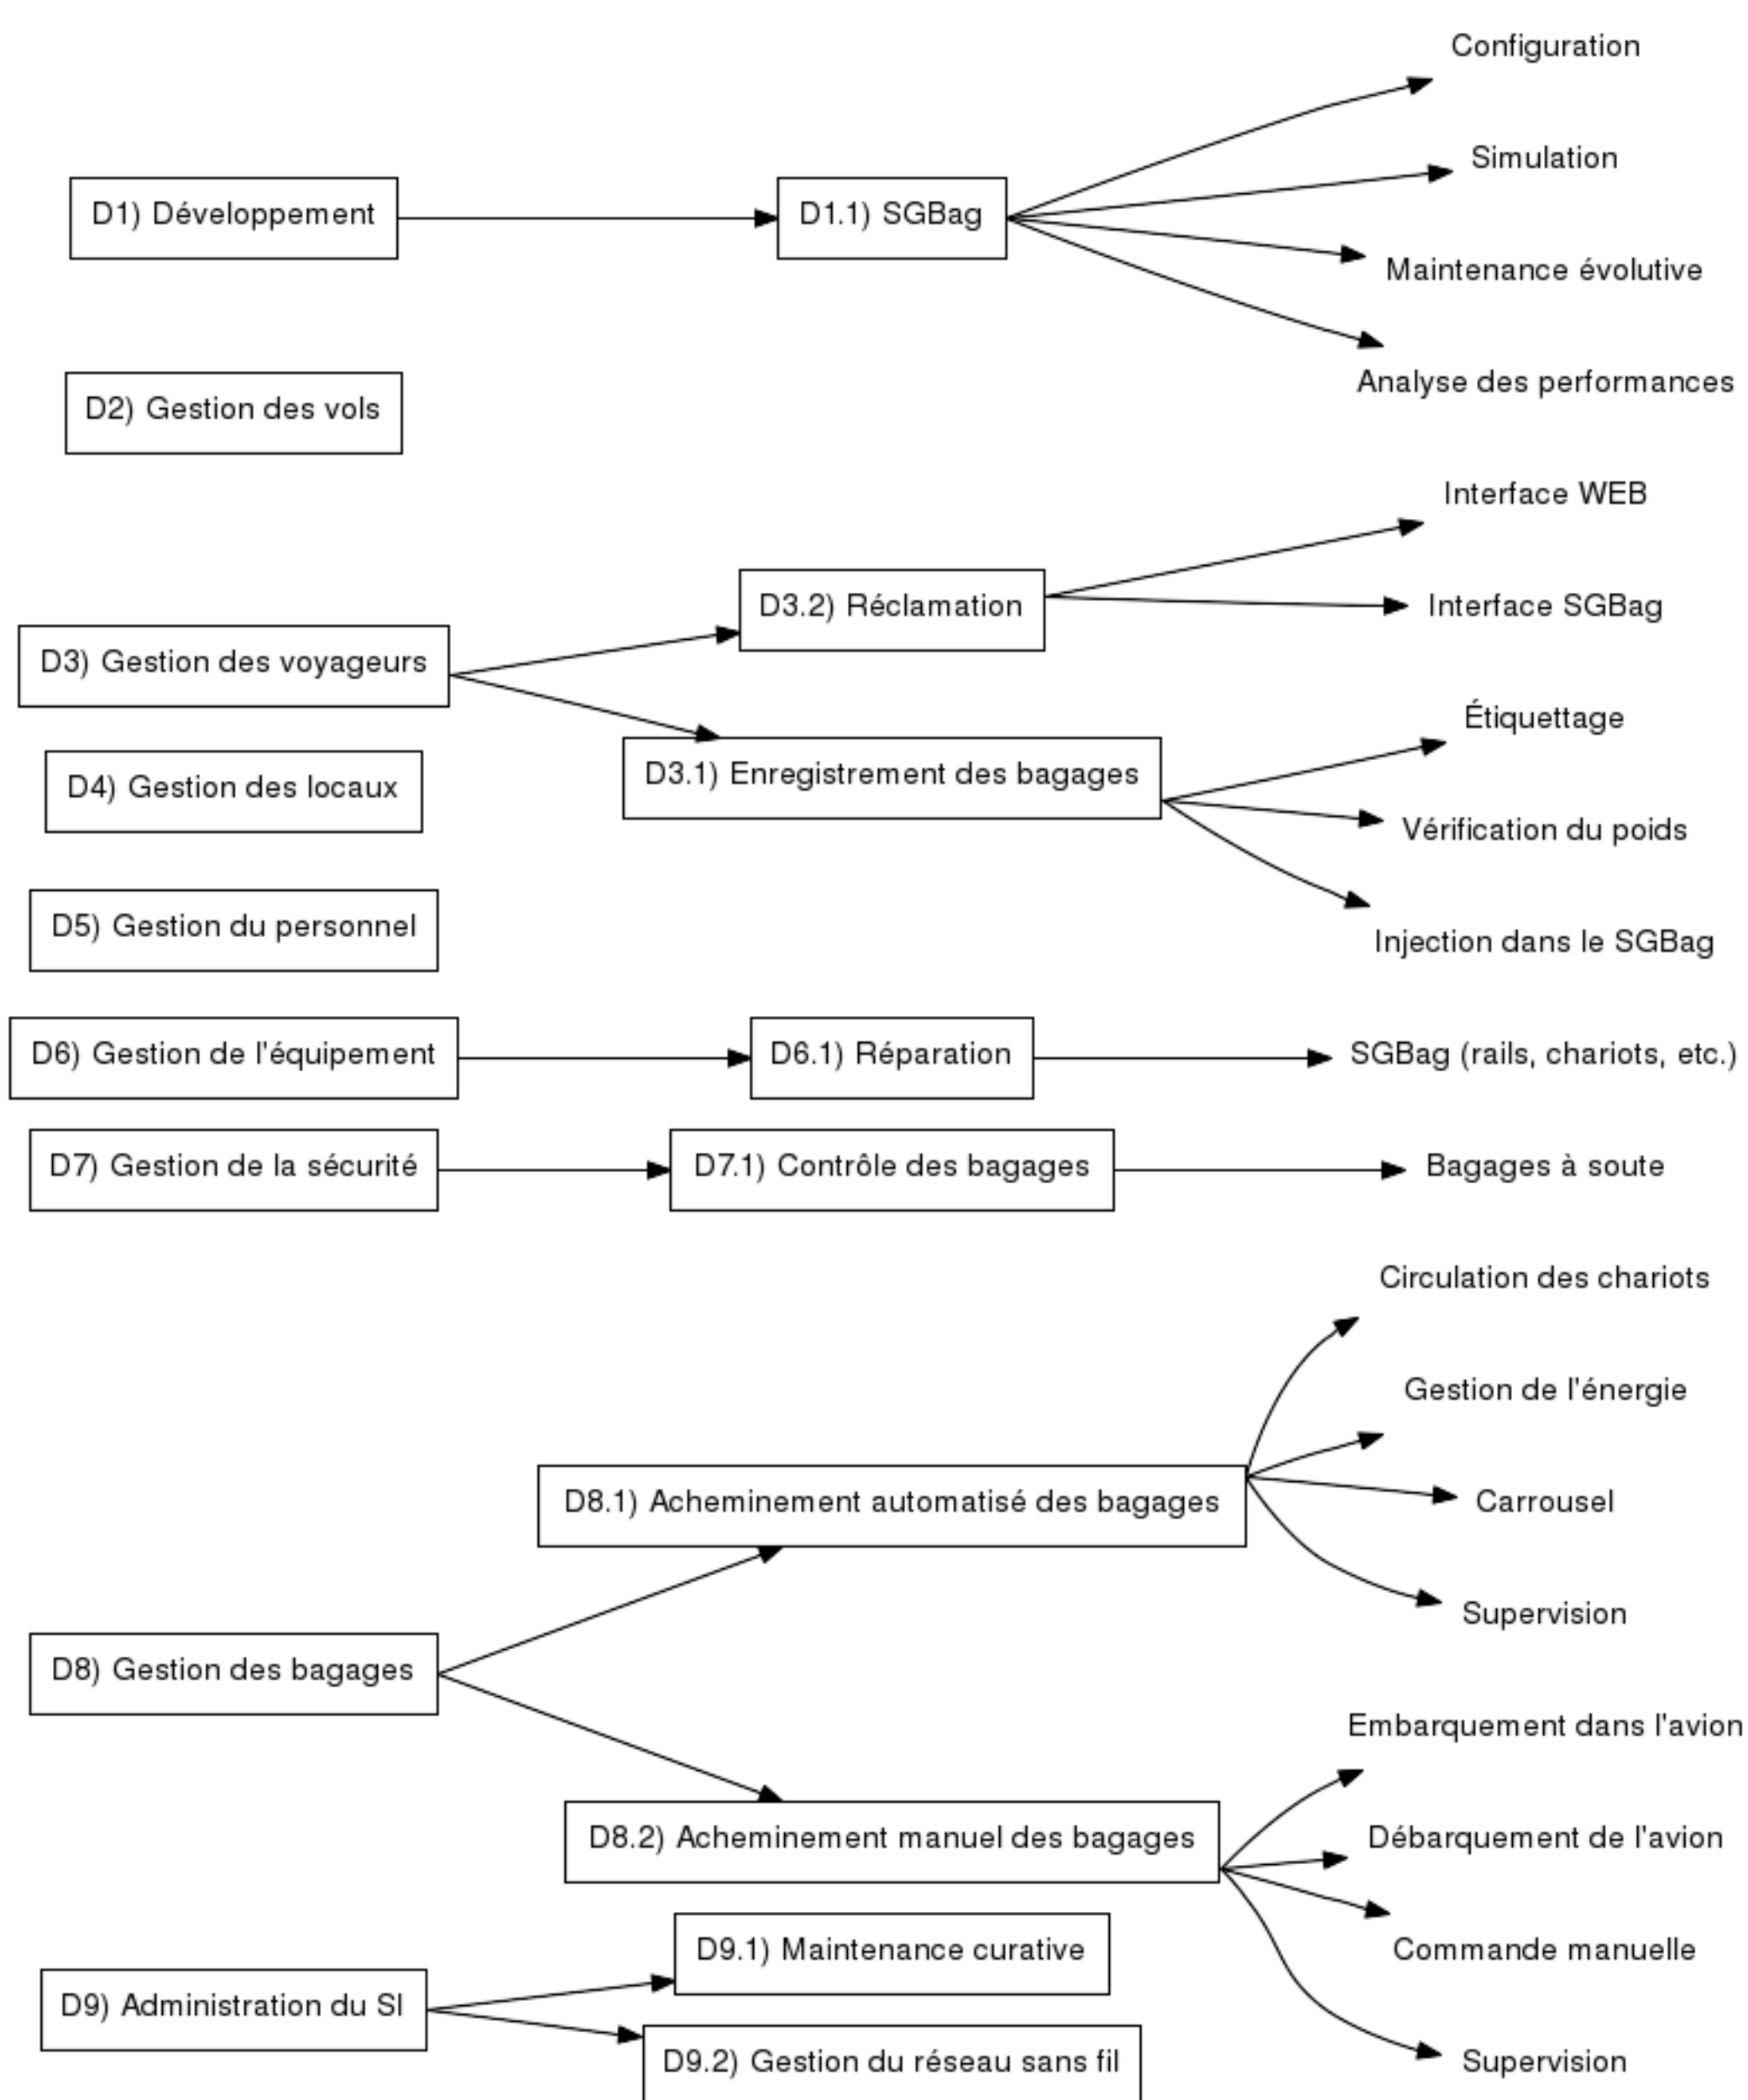 Configuration
Simulation
D1) Développement
D1.1) SGBag
Maintenance évolutive
Analyse des performances
D2) Gestion des vols
Interface WEB
D3.2) Réclamation
Interface SGBag
D3) Gestion des voyageurs
Étiquettage
D3.1) Enregistrement des bagages
D4) Gestion des locaux
Vérification du poids
D5) Gestion du personnel
Injection dans le SGBag
D6) Gestion de l'équipement
D6.1) Réparation
SGBag (rails, chariots, etc.)
D7) Gestion de la sécurité
D7.1) Contrôle des bagages
Bagages à soute
Circulation des chariots
Gestion de l'énergie
D8.1) Acheminement automatisé des bagages
Carrousel
Supervision
D8) Gestion des bagages
Embarquement dans l'avion
D8.2) Acheminement manuel des bagages
Débarquement de l'avion
D9.1) Maintenance curative
Commande manuelle
D9) Administration du SI
D9.2) Gestion du réseau sans fil
Supervision